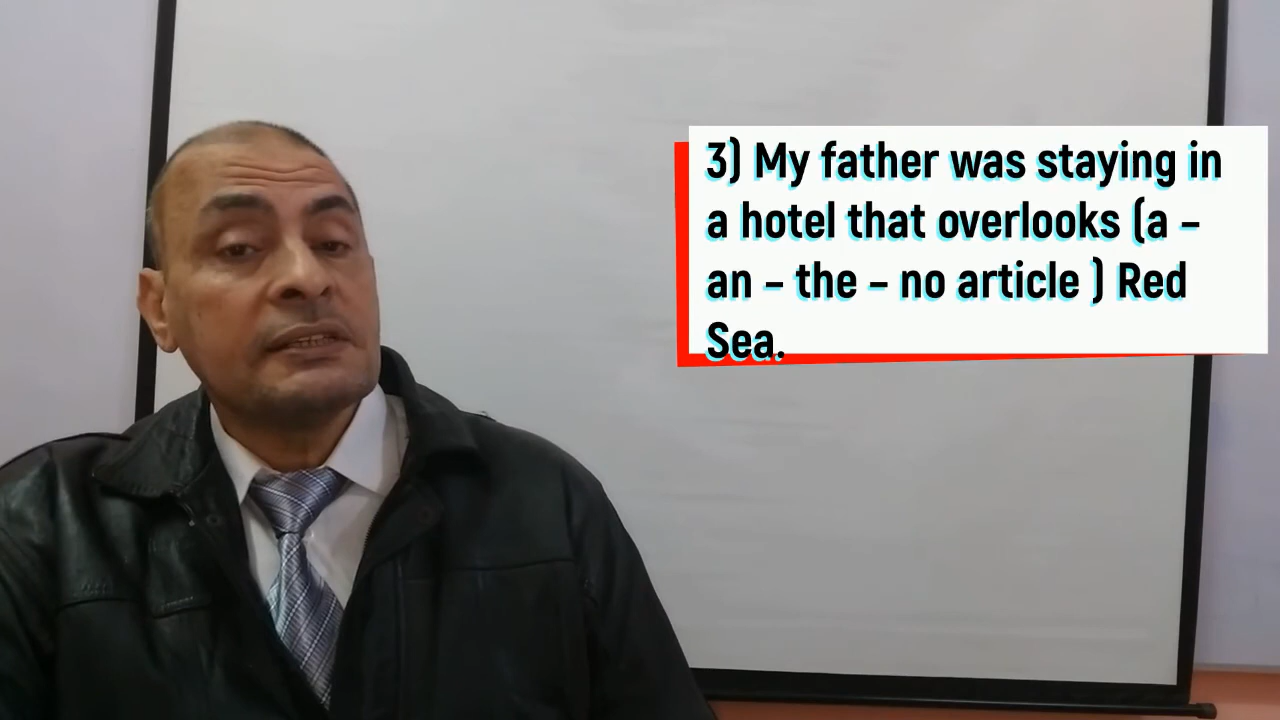 3) My father was staying in
a hotel that overlooks (a –
an – the – no article ) Red
Sea.